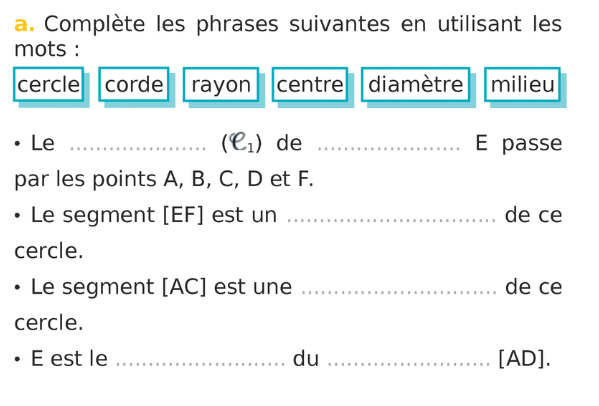 a. Complète les phrases suivantes en utilisant les
mots :
cercle corde rayon centre diamètre milieu
• Le ..................... (𝒞₁) de ...................... E passe
par les points A, B, C, D et F.
• Le segment [EF] est un ................................ de ce
cercle.
• Le segment [AC] est une .............................. de ce
cercle.
• E est le .......................... du ......................... [AD].